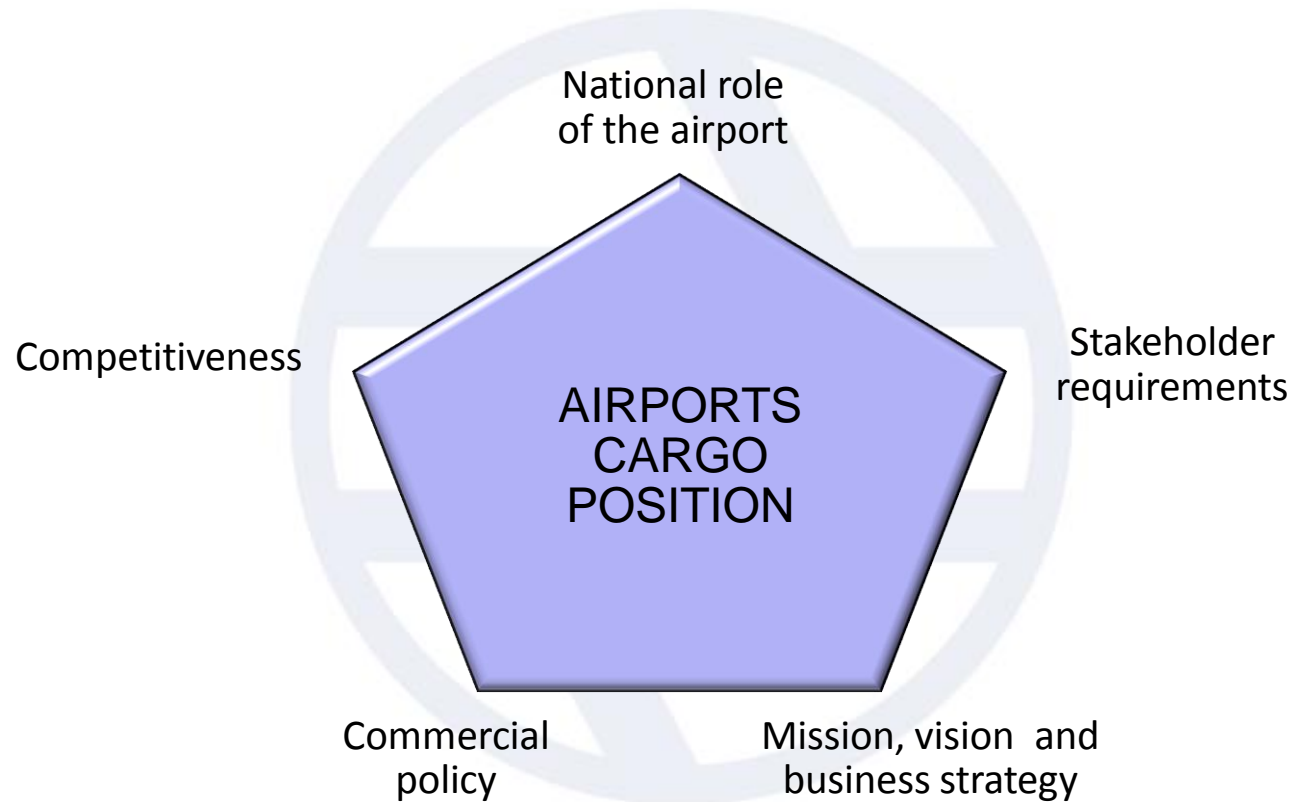 National role
of the airport
Competitiveness
Stakeholder
requirements
AIRPORTS
CARGO
POSITION
Commercial
policy
Mission, vision  and
business strategy